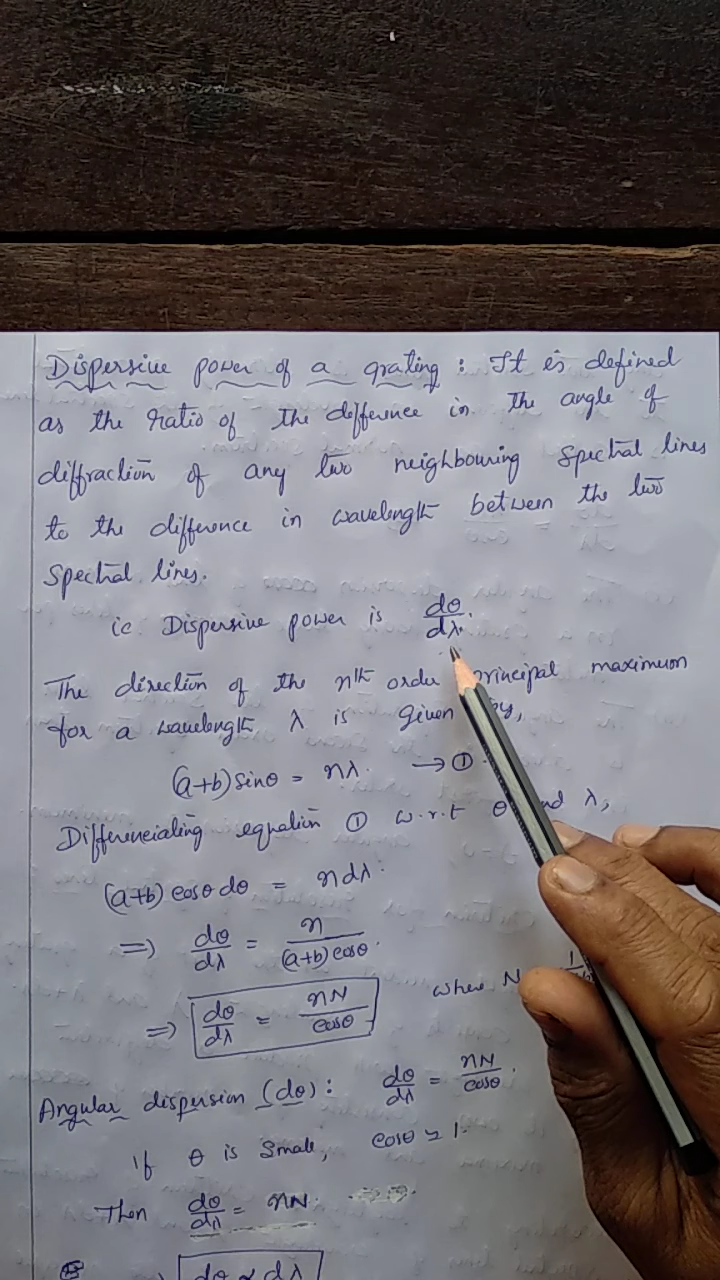 Dispersive power of a grating : It is defined
as the ratio of the difference in the angle of
diffraction of any two neighbouring spectral lines
to the difference in wavelength between the two
spectral lines.
ie Dispersive power is dθ/dλ.
The direction of the nth order principal maximum
for a wavelength λ is given by,
(a+b) sinθ = nλ. → ①
Differenciating equation ① w.r.t θ and λ,
(a+b) cosθ dθ = n dλ.
⇒ dθ/dλ = n/(a+b)cosθ.
⇒ dθ/dλ = nN/cosθ where N
Angular dispersion (dθ) : dθ/dλ = nN/cosθ.
If θ is small, cosθ ≃ 1.
Then dθ/dλ = nN.
dθ ∝ dλ